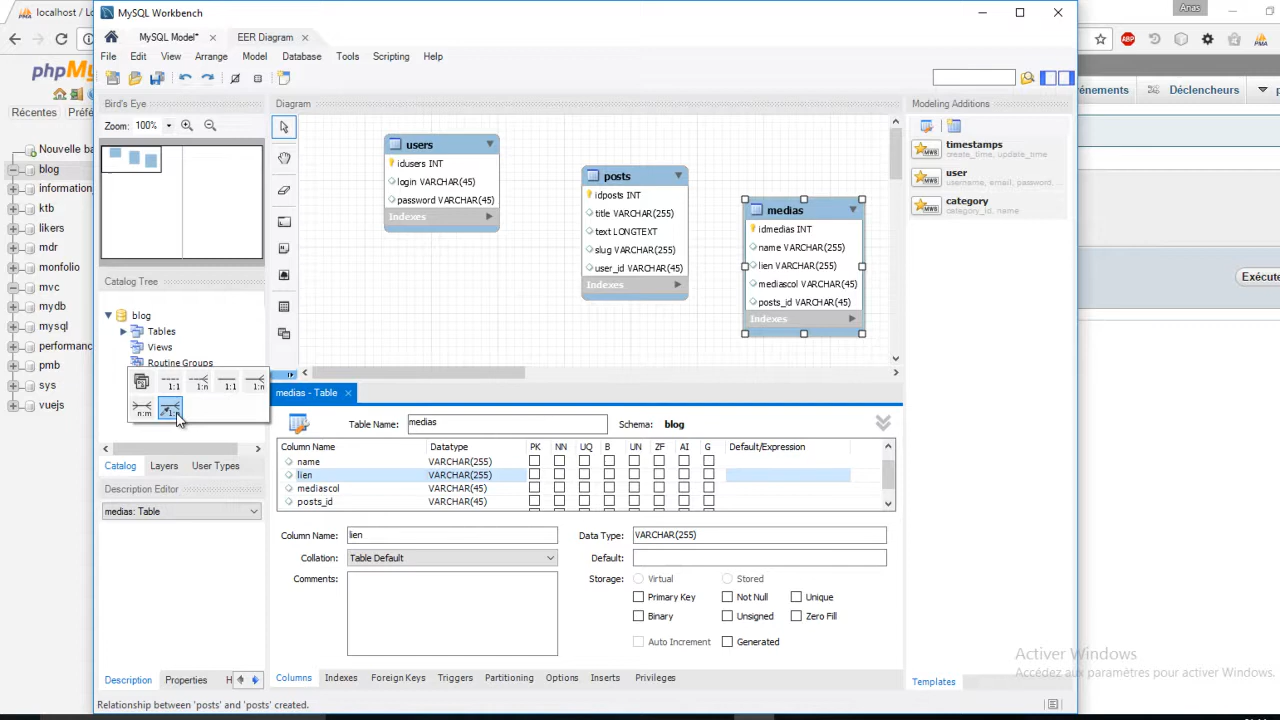 localhost / Lo
MySQL Workbench
Anas
MySQL Model*
EER Diagram
File Edit View Arrange Model Database Tools Scripting Help
phpMy
Récentes Préfé
Nouvelle ba
blog
information_
ktb
likers
mdr
monfolio
mvc
mydb
mysql
performanc
pmb
sys
vuejs
Bird's Eye
Zoom: 100%
Catalog Tree
blog
Tables
Views
Routine Groups
1:1 1:n 1:1 1:n
n:m
Catalog Layers User Types
Description Editor
medias: Table
Description Properties H
Diagram
users
idusers INT
login VARCHAR(45)
password VARCHAR(45)
Indexes
posts
idposts INT
title VARCHAR(255)
text LONGTEXT
slug VARCHAR(255)
user_id VARCHAR(45)
Indexes
medias
idmedias INT
name VARCHAR(255)
lien VARCHAR(255)
mediascol VARCHAR(45)
posts_id VARCHAR(45)
Indexes
medias - Table
Table Name: medias Schema: blog
Column Name Datatype PK NN UQ B UN ZF AI G Default/Expression
name VARCHAR(255)
lien VARCHAR(255)
mediascol VARCHAR(45)
posts_id VARCHAR(45)
Column Name: lien Data Type: VARCHAR(255)
Collation: Table Default Default:
Comments: Storage: Virtual Stored
Primary Key Not Null Unique
Binary Unsigned Zero Fill
Auto Increment Generated
Columns Indexes Foreign Keys Triggers Partitioning Options Inserts Privileges
Modeling Additions
timestamps
create_time, update_time
user
username, email, password, ...
category
category_id, name
Templates
Relationship between 'posts' and 'posts' created.
énements Déclencheurs
Exécute
Activer Windows
Accédez aux paramètres pour activer Windows.